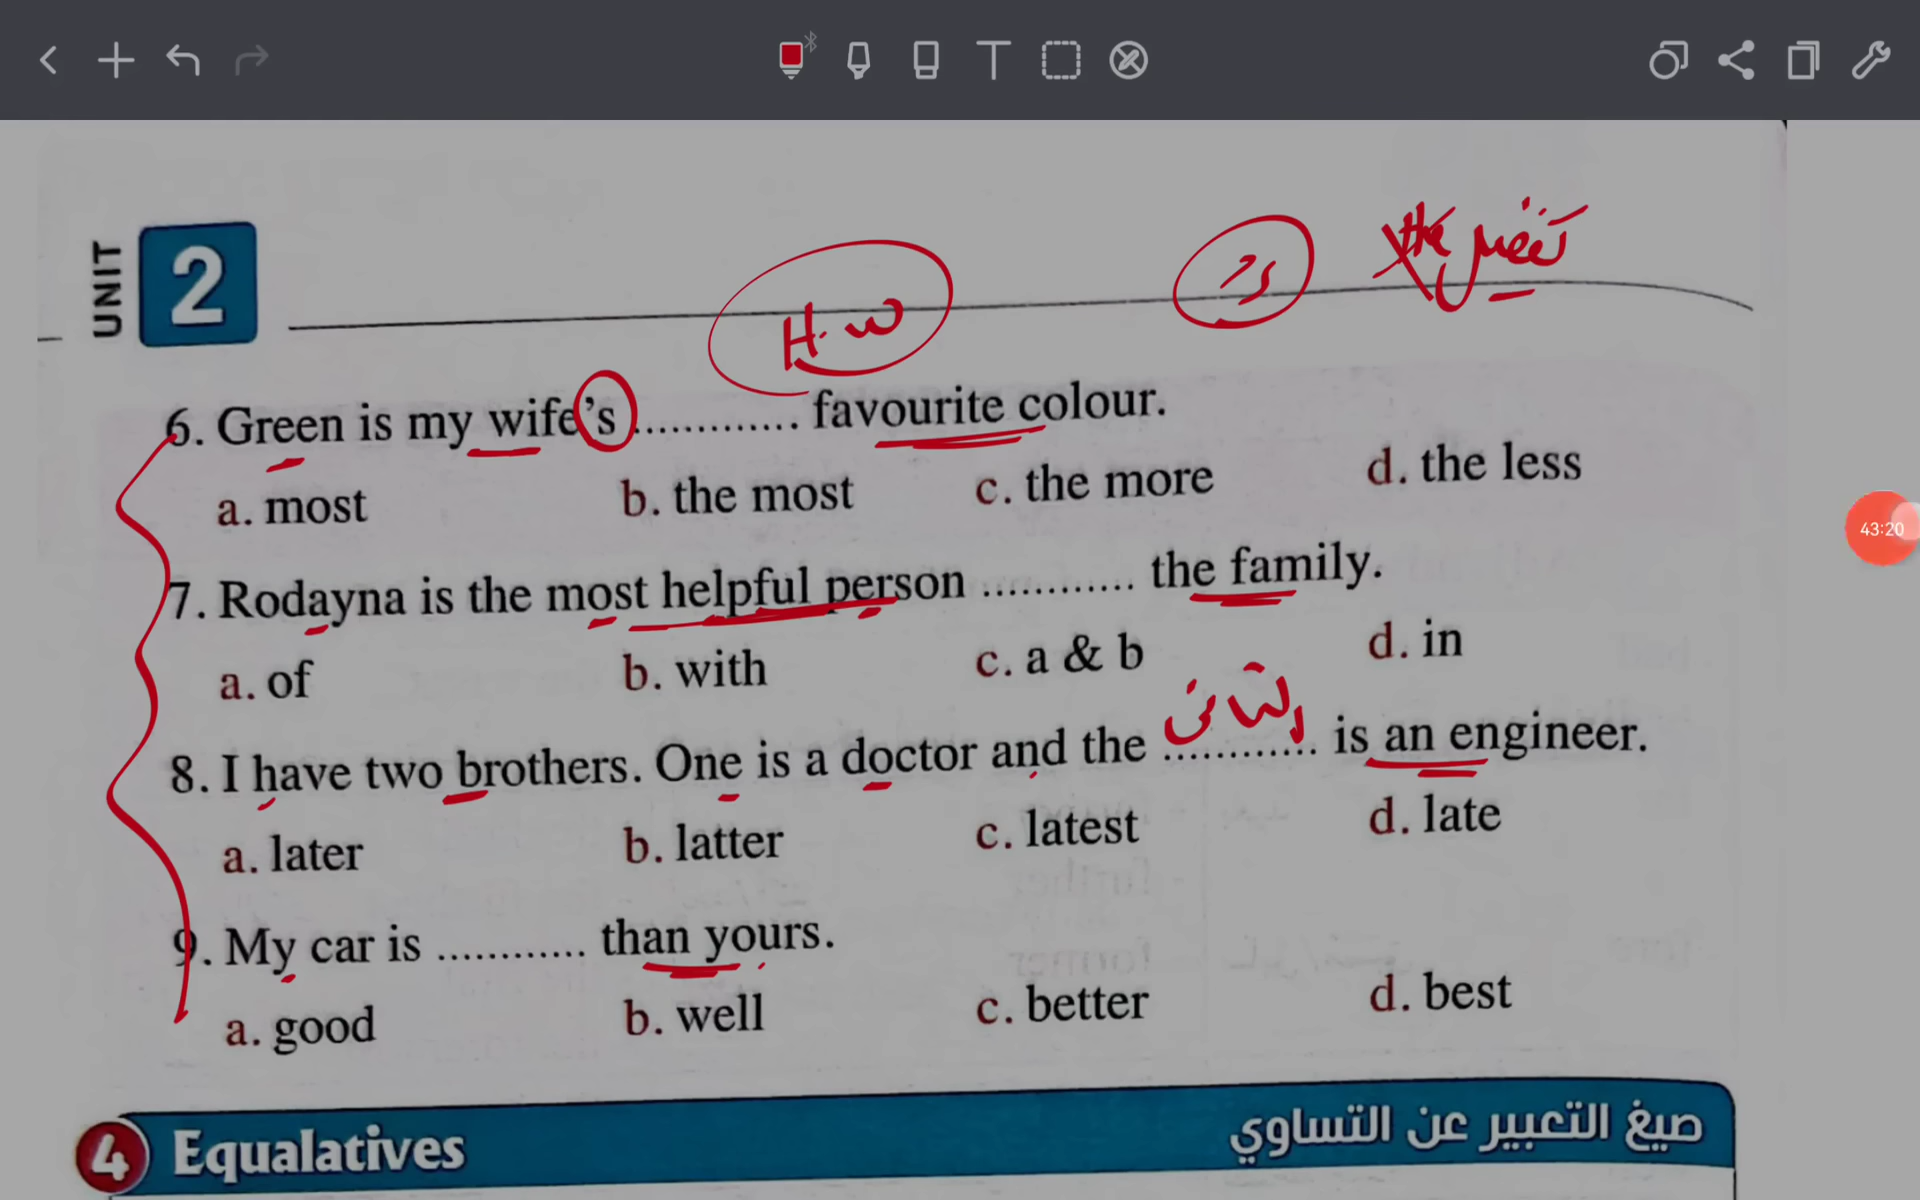 UNIT 2
H.w
's
the
6. Green is my wife's ............ favourite colour.
a. most b. the most c. the more d. the less
7. Rodayna is the most helpful person ............ the family.
a. of b. with c. a & b d. in
الثاني
8. I have two brothers. One is a doctor and the ............ is an engineer.
a. later b. latter c. latest d. late
9. My car is ............ than yours.
a. good b. well c. better d. best
43:20
4 Equalatives صيغ التعبير عن التساوي